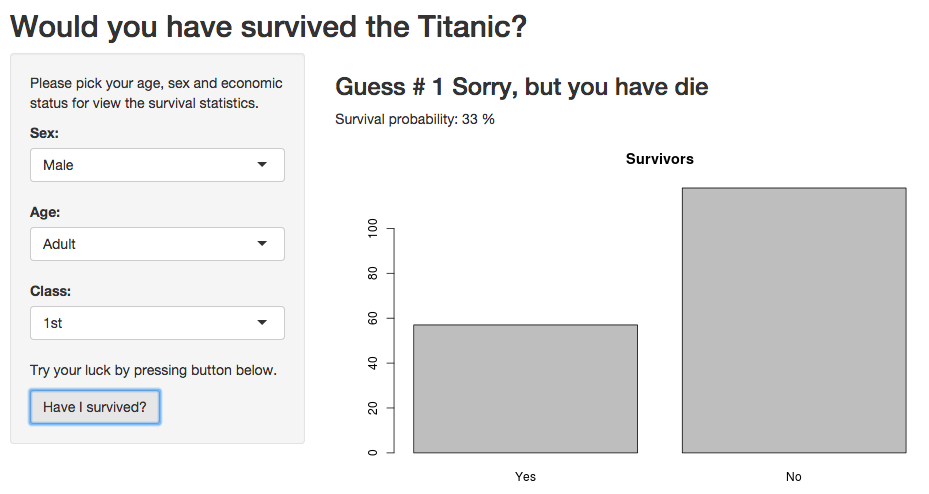 Would you have survived the Titanic?
Please pick your age, sex and economic
status for view the survival statistics.
Sex:
Male
Age:
Adult
Class:
1st
Try your luck by pressing button below.
Have I survived?
Guess # 1 Sorry, but you have die
Survival probability: 33 %
Survivors
100
80
60
40
20
0
Yes
No